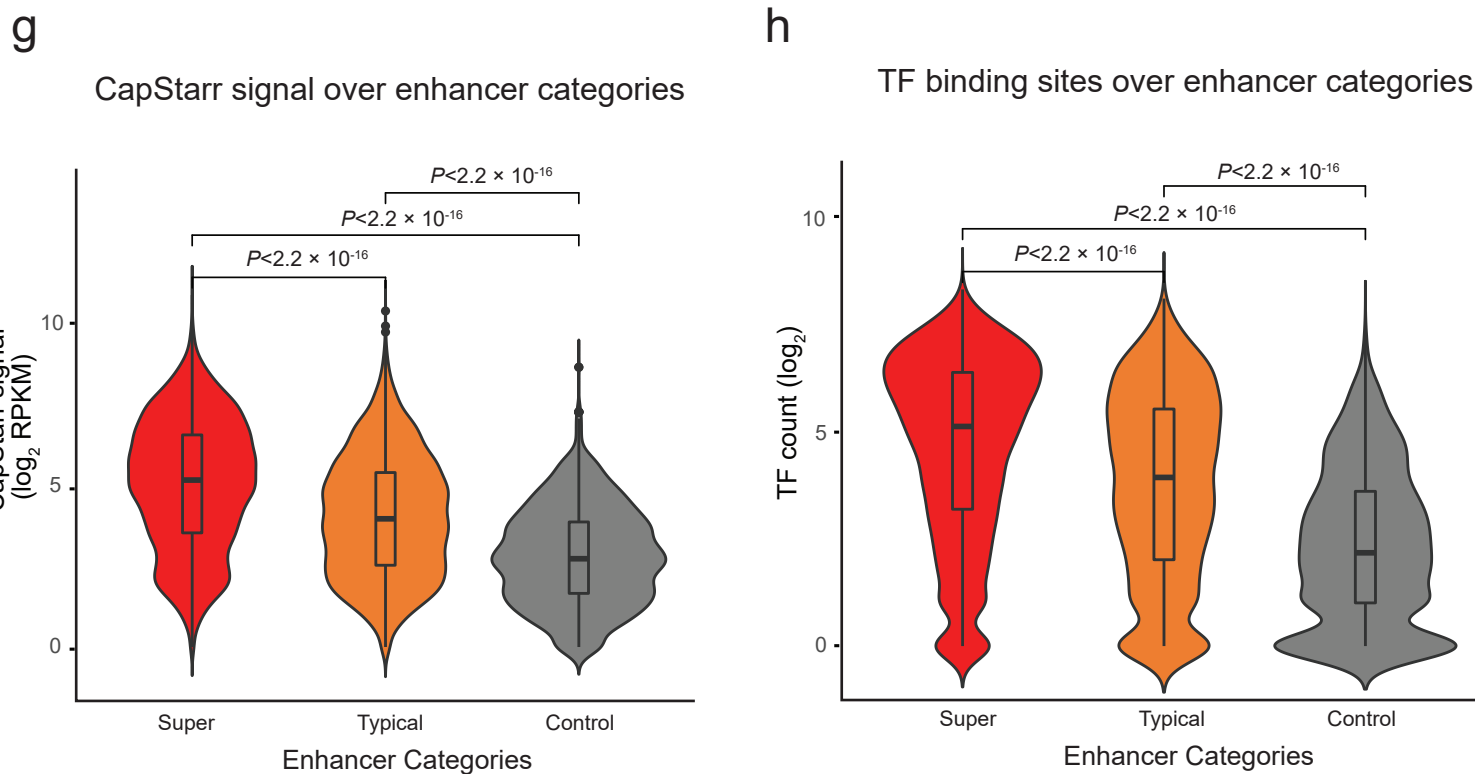 g
CapStarr signal over enhancer categories
P<2.2 × 10-16
P<2.2 × 10-16
P<2.2 × 10-16
10
5
0
(log2 RPKM)
Super
Typical
Control
Enhancer Categories
h
TF binding sites over enhancer categories
P<2.2 × 10-16
P<2.2 × 10-16
P<2.2 × 10-16
10
5
0
TF count (log2)
Super
Typical
Control
Enhancer Categories